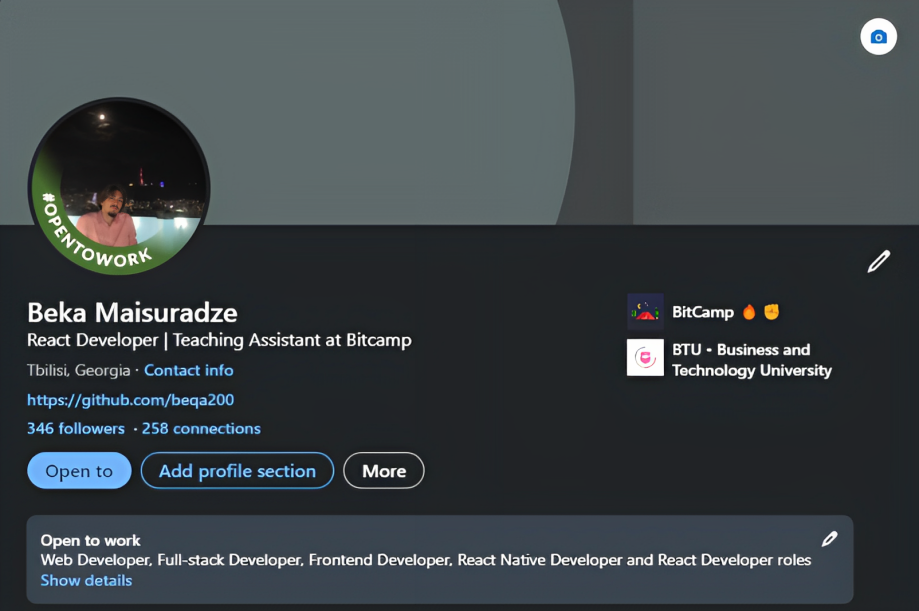 #OPENTOWORK
Beka Maisuradze
React Developer | Teaching Assistant at Bitcamp
Tbilisi, Georgia · Contact info
https://github.com/beqa200
346 followers · 258 connections
Open to
Add profile section
More
BitCamp 🔥 ✊
BTU - Business and
Technology University
Open to work
Web Developer, Full-stack Developer, Frontend Developer, React Native Developer and React Developer roles
Show details